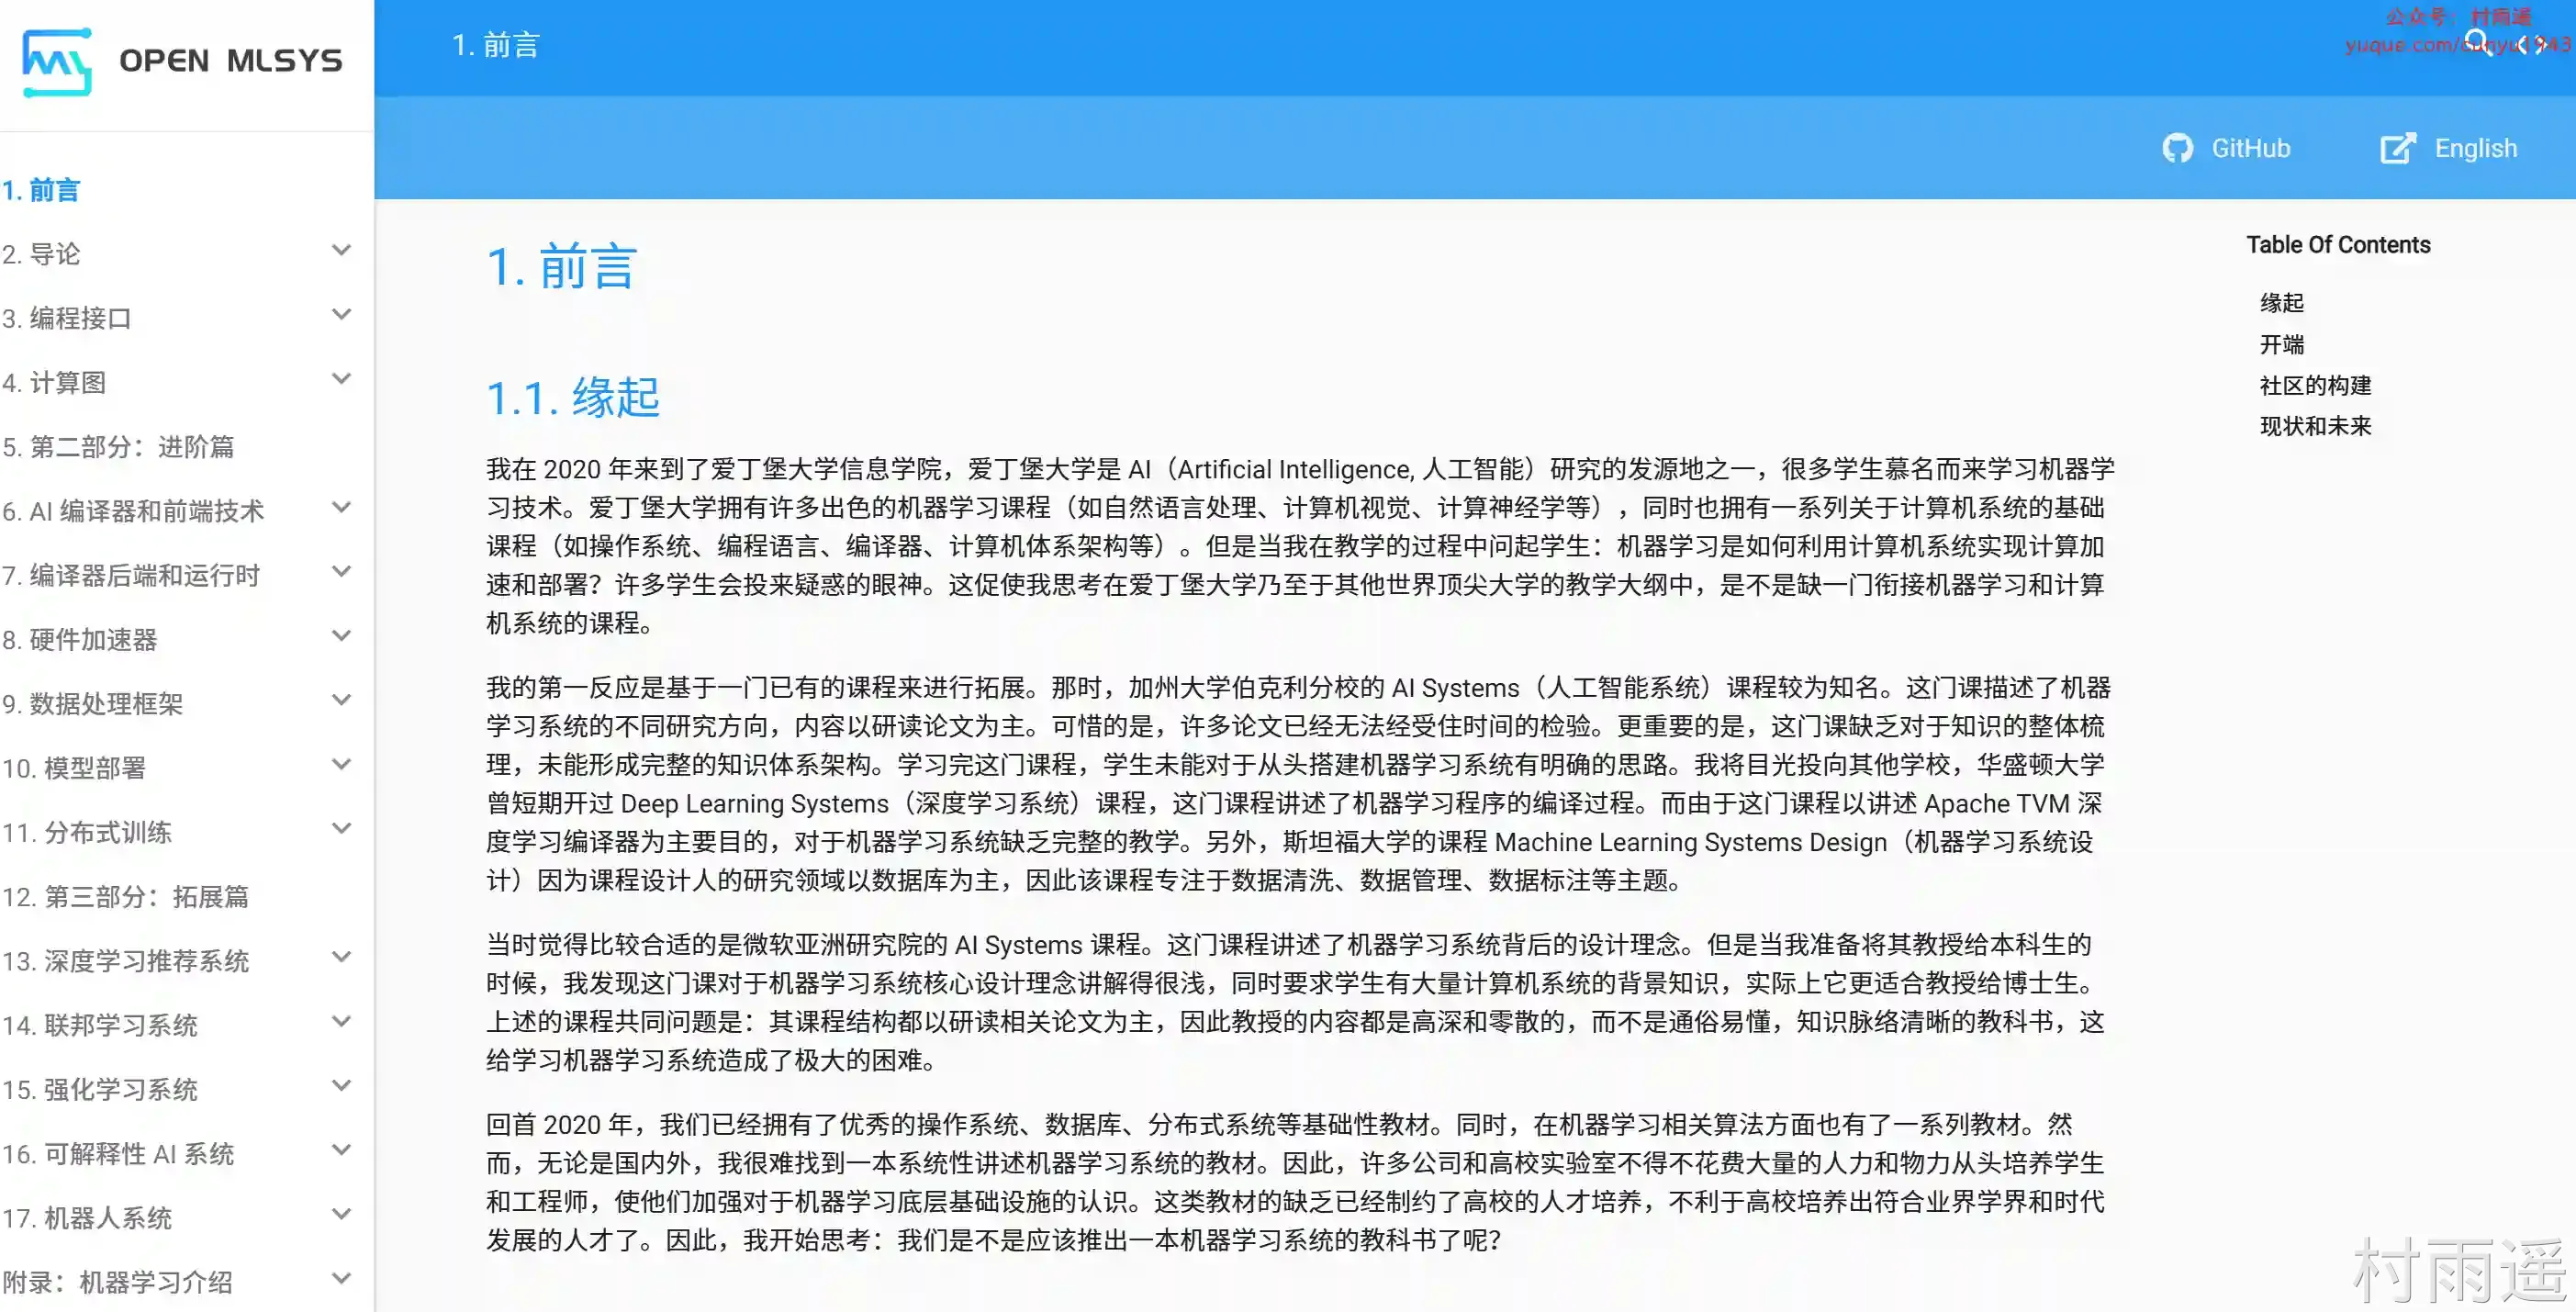 OPEN MLSYS
1. 前言
公众号：村雨遥
yuque.com/cunyu1943
GitHub
English
1. 前言
2. 导论
3. 编程接口
4. 计算图
5. 第二部分：进阶篇
6. AI 编译器和前端技术
7. 编译器后端和运行时
8. 硬件加速器
9. 数据处理框架
10. 模型部署
11. 分布式训练
12. 第三部分：拓展篇
13. 深度学习推荐系统
14. 联邦学习系统
15. 强化学习系统
16. 可解释性 AI 系统
17. 机器人系统
附录：机器学习介绍
1. 前言
1.1. 缘起
我在 2020 年来到了爱丁堡大学信息学院，爱丁堡大学是 AI（Artificial Intelligence, 人工智能）研究的发源地之一，很多学生慕名而来学习机器学
习技术。爱丁堡大学拥有许多出色的机器学习课程（如自然语言处理、计算机视觉、计算神经学等），同时也拥有一系列关于计算机系统的基础
课程（如操作系统、编程语言、编译器、计算机体系架构等）。但是当我在教学的过程中问起学生：机器学习是如何利用计算机系统实现计算加
速和部署？许多学生会投来疑惑的眼神。这促使我思考在爱丁堡大学乃至于其他世界顶尖大学的教学大纲中，是不是缺一门衔接机器学习和计算
机系统的课程。
我的第一反应是基于一门已有的课程来进行拓展。那时，加州大学伯克利分校的 AI Systems（人工智能系统）课程较为知名。这门课描述了机器
学习系统的不同研究方向，内容以研读论文为主。可惜的是，许多论文已经无法经受住时间的检验。更重要的是，这门课缺乏对于知识的整体梳
理，未能形成完整的知识体系架构。学习完这门课程，学生未能对于从头搭建机器学习系统有明确的思路。我将目光投向其他学校，华盛顿大学
曾短期开过 Deep Learning Systems（深度学习系统）课程，这门课程讲述了机器学习程序的编译过程。而由于这门课程以讲述 Apache TVM 深
度学习编译器为主要目的，对于机器学习系统缺乏完整的教学。另外，斯坦福大学的课程 Machine Learning Systems Design（机器学习系统设
计）因为课程设计人的研究领域以数据库为主，因此该课程专注于数据清洗、数据管理、数据标注等主题。
当时觉得比较合适的是微软亚洲研究院的 AI Systems 课程。这门课程讲述了机器学习系统背后的设计理念。但是当我准备将其教授给本科生的
时候，我发现这门课对于机器学习系统核心设计理念讲解得很浅，同时要求学生有大量计算机系统的背景知识，实际上它更适合教授给博士生。
上述的课程共同问题是：其课程结构都以研读相关论文为主，因此教授的内容都是高深和零散的，而不是通俗易懂，知识脉络清晰的教科书，这
给学习机器学习系统造成了极大的困难。
回首 2020 年，我们已经拥有了优秀的操作系统、数据库、分布式系统等基础性教材。同时，在机器学习相关算法方面也有了一系列教材。然
而，无论是国内外，我很难找到一本系统性讲述机器学习系统的教材。因此，许多公司和高校实验室不得不花费大量的人力和物力从头培养学生
和工程师，使他们加强对于机器学习底层基础设施的认识。这类教材的缺乏已经制约了高校的人才培养，不利于高校培养出符合业界学界和时代
发展的人才了。因此，我开始思考：我们是不是应该推出一本机器学习系统的教科书了呢？
Table Of Contents
缘起
开端
社区的构建
现状和未来
村雨遥